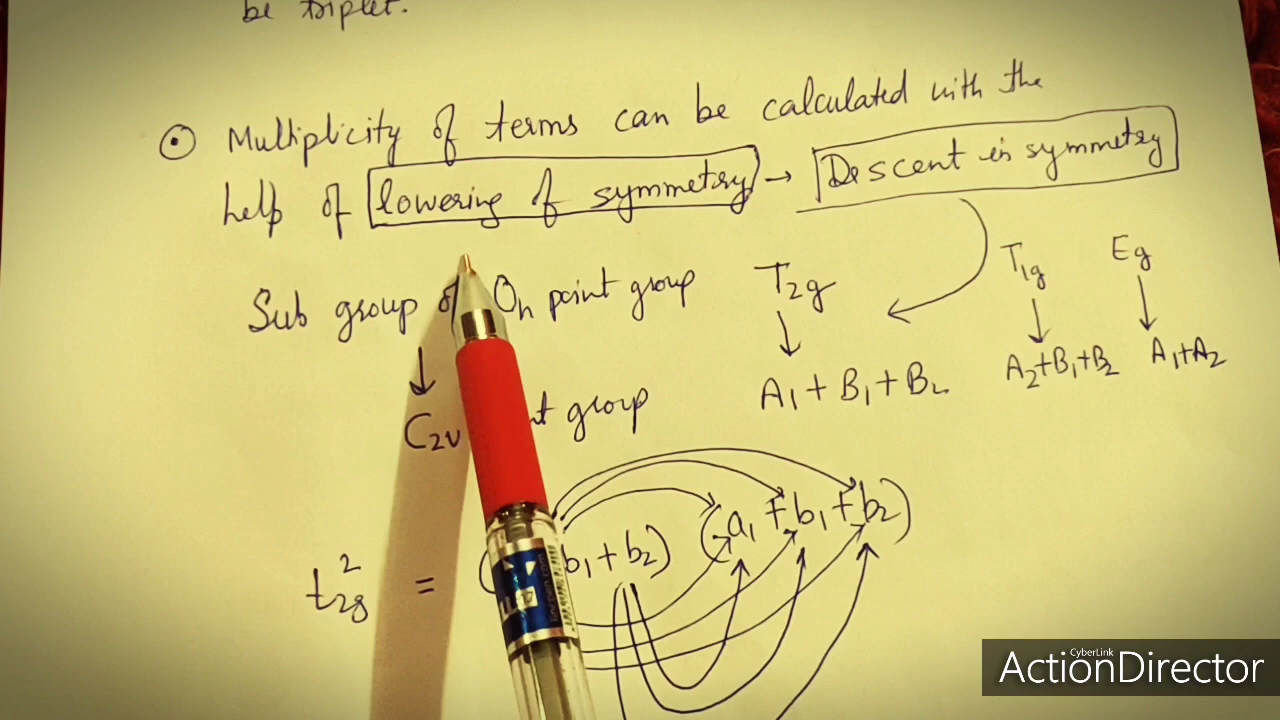 be triplet.
⊙ Multiplicity of terms can be calculated with the
help of lowering of symmetry → Descent in symmetry
Sub group of Oh point group T2g T1g Eg
↓ ↓ ↓ ↓
C2v group A1 + B1 + B2 A2+B1+B2 A1+A2
t2g² = ( b1 + b2) (a1 + b1 + b2)
CyberLink
ActionDirector